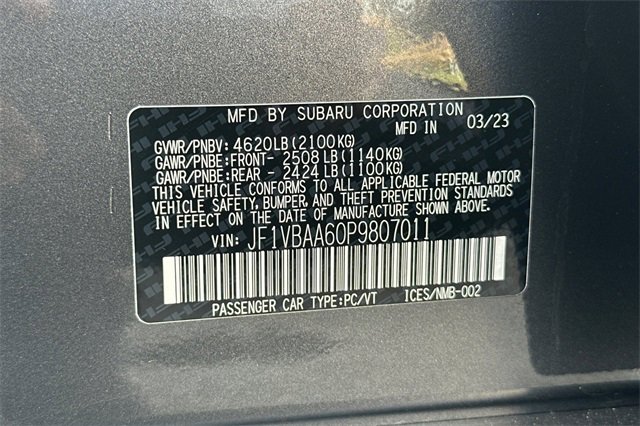 MFD BY SUBARU CORPORATION
MFD IN 03/23
GVWR/PNBV: 4620LB(2100KG)
GAWR/PNBE:FRONT- 2508 LB(1140KG)
GAWR/PNBE:REAR - 2424 LB(1100KG)
THIS VEHICLE CONFORMS TO ALL APPLICABLE FEDERAL MOTOR
VEHICLE SAFETY, BUMPER, AND THEFT PREVENTION STANDARDS
IN EFFECT ON THE DATE OF MANUFACTURE SHOWN ABOVE.
VIN: JF1VBAA60P9807011
PASSENGER CAR TYPE:PC/VT ICES/NMB-002